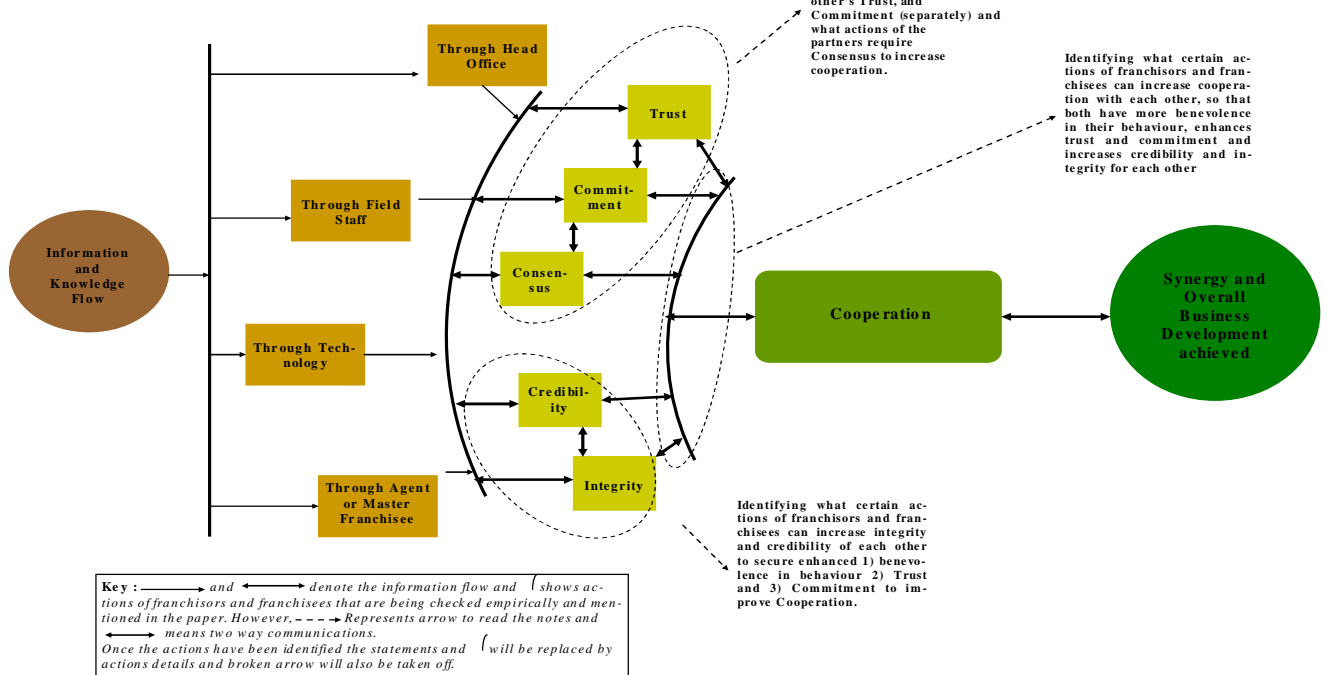 other's Trust, and
Commitment (separately) and
what actions of the
partners require
Consensus to increase
cooperation.
Through Head
Office
Identifying what certain ac-
tions of franchisors and fran-
chisees can increase coopera-
tion with each other, so that
both have more benevolence
in their behaviour, enhances
trust and commitment and
increases credibility and in-
tegrity for each other
Trust
Through Field
Staff
Commit-
ment
Information
and
Knowledge
Flow
Consen-
sus
Cooperation
Synergy and
Overall
Business
Development
achieved
Through Tech-
nology
Credibil-
ity
Through Agent
or Master
Franchisee
Integrity
Identifying what certain ac-
tions of franchisors and fran-
chisees can increase integrity
and credibility of each other
to secure enhanced 1) benevo-
lence in behaviour 2) Trust
and 3) Commitment to im-
prove Cooperation.
Key : and denote the information flow and shows ac-
tions of franchisors and franchisees that are being checked empirically and men-
tioned in the paper. However, Represents arrow to read the notes and
means two way communications.
Once the actions have been identified the statements and will be replaced by
actions details and broken arrow will also be taken off.